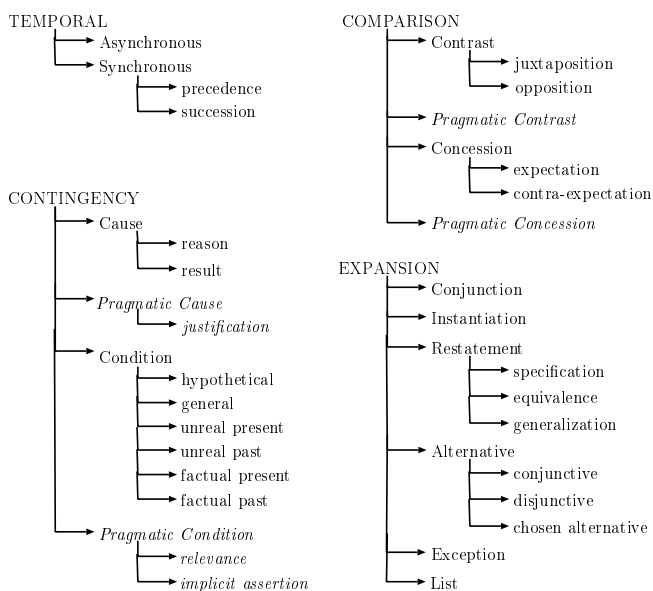 TEMPORAL
Asynchronous
Synchronous
precedence
succession
CONTINGENCY
Cause
reason
result
Pragmatic Cause
justification
Condition
hypothetical
general
unreal present
unreal past
factual present
factual past
Pragmatic Condition
relevance
implicit assertion
COMPARISON
Contrast
juxtaposition
opposition
Pragmatic Contrast
Concession
expectation
contra-expectation
Pragmatic Concession
EXPANSION
Conjunction
Instantiation
Restatement
specification
equivalence
generalization
Alternative
conjunctive
disjunctive
chosen alternative
Exception
List